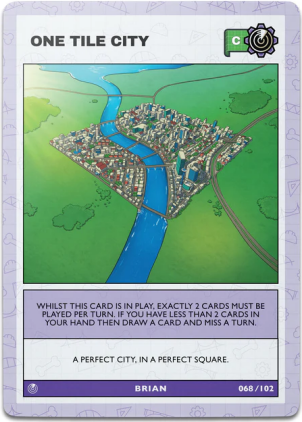 ONE TILE CITY
C
WHILST THIS CARD IS IN PLAY, EXACTLY 2 CARDS MUST BE
PLAYED PER TURN. IF YOU HAVE LESS THAN 2 CARDS IN
YOUR HAND THEN DRAW A CARD AND MISS A TURN.
A PERFECT CITY, IN A PERFECT SQUARE.
BRIAN
068/102